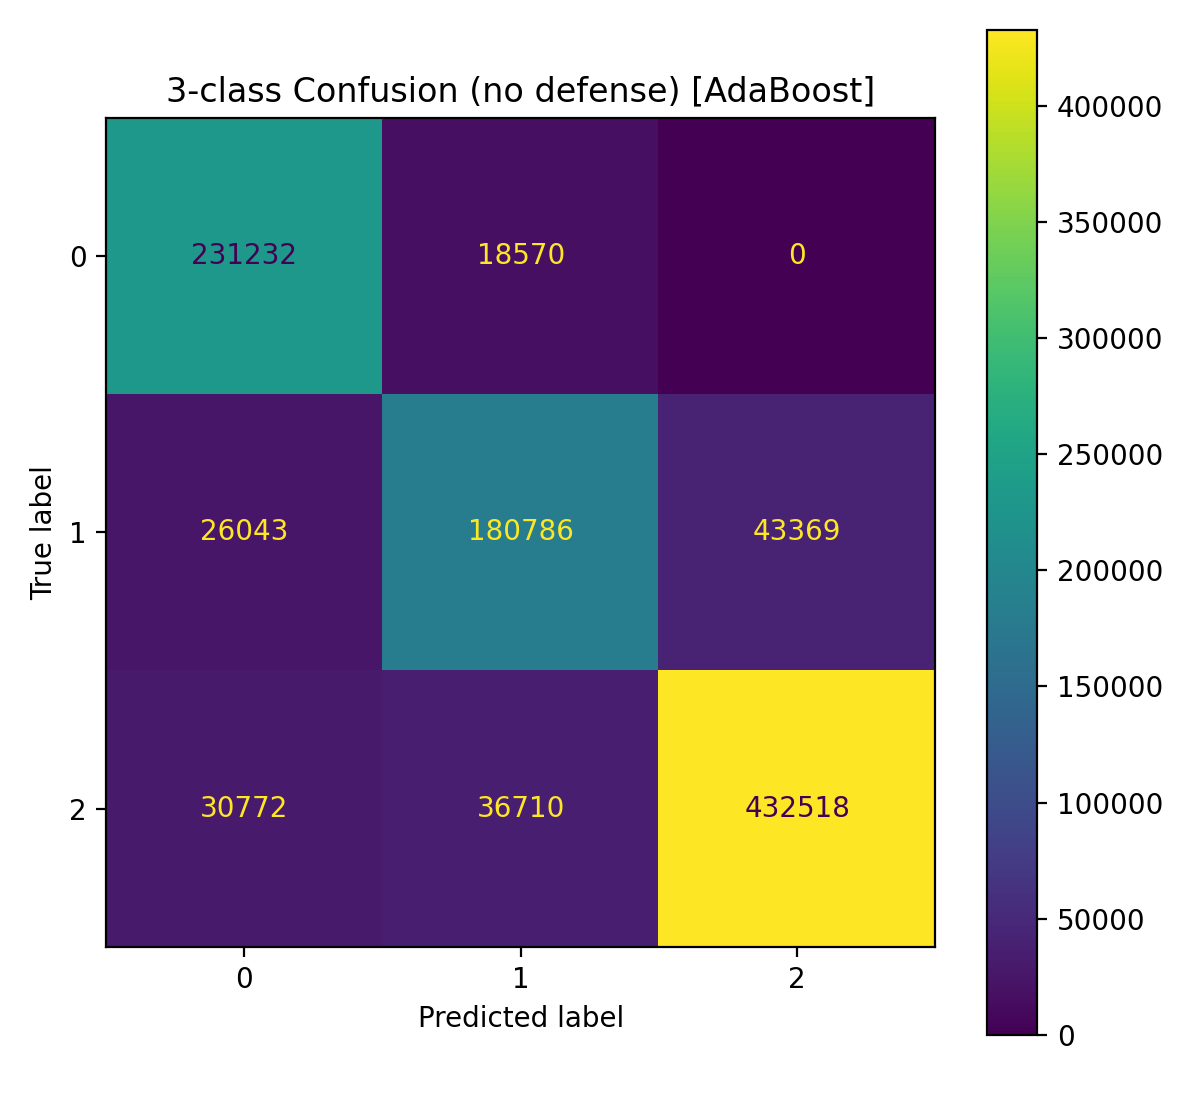 3-class Confusion (no defense) [AdaBoost]
True label
0
1
2
231232 18570 0
26043 180786 43369
30772 36710 432518
0 1 2
Predicted label
400000
350000
300000
250000
200000
150000
100000
50000
0